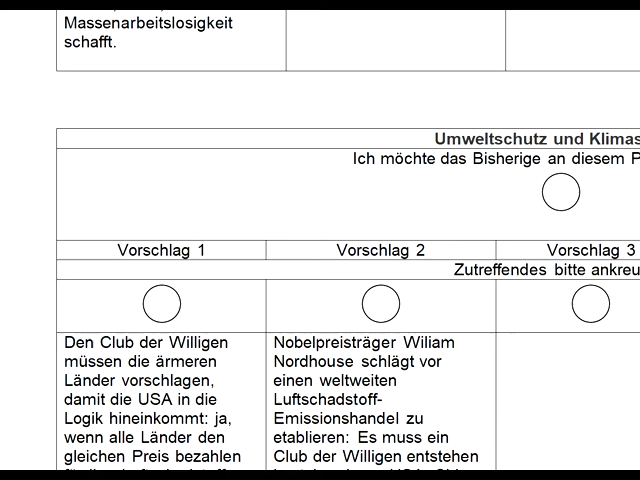 Massenarbeitslosigkeit
schafft.
Umweltschutz und Klimas
Ich möchte das Bisherige an diesem P
Vorschlag 1
Vorschlag 2
Vorschlag 3
Zutreffendes bitte ankreu
Den Club der Willigen
müssen die ärmeren
Länder vorschlagen,
damit die USA in die
Logik hineinkommt: ja,
wenn alle Länder den
gleichen Preis bezahlen
Nobelpreisträger Wiliam
Nordhouse schlägt vor
einen weltweiten
Luftschadstoff-
Emissionshandel zu
etablieren: Es muss ein
Club der Willigen entstehen